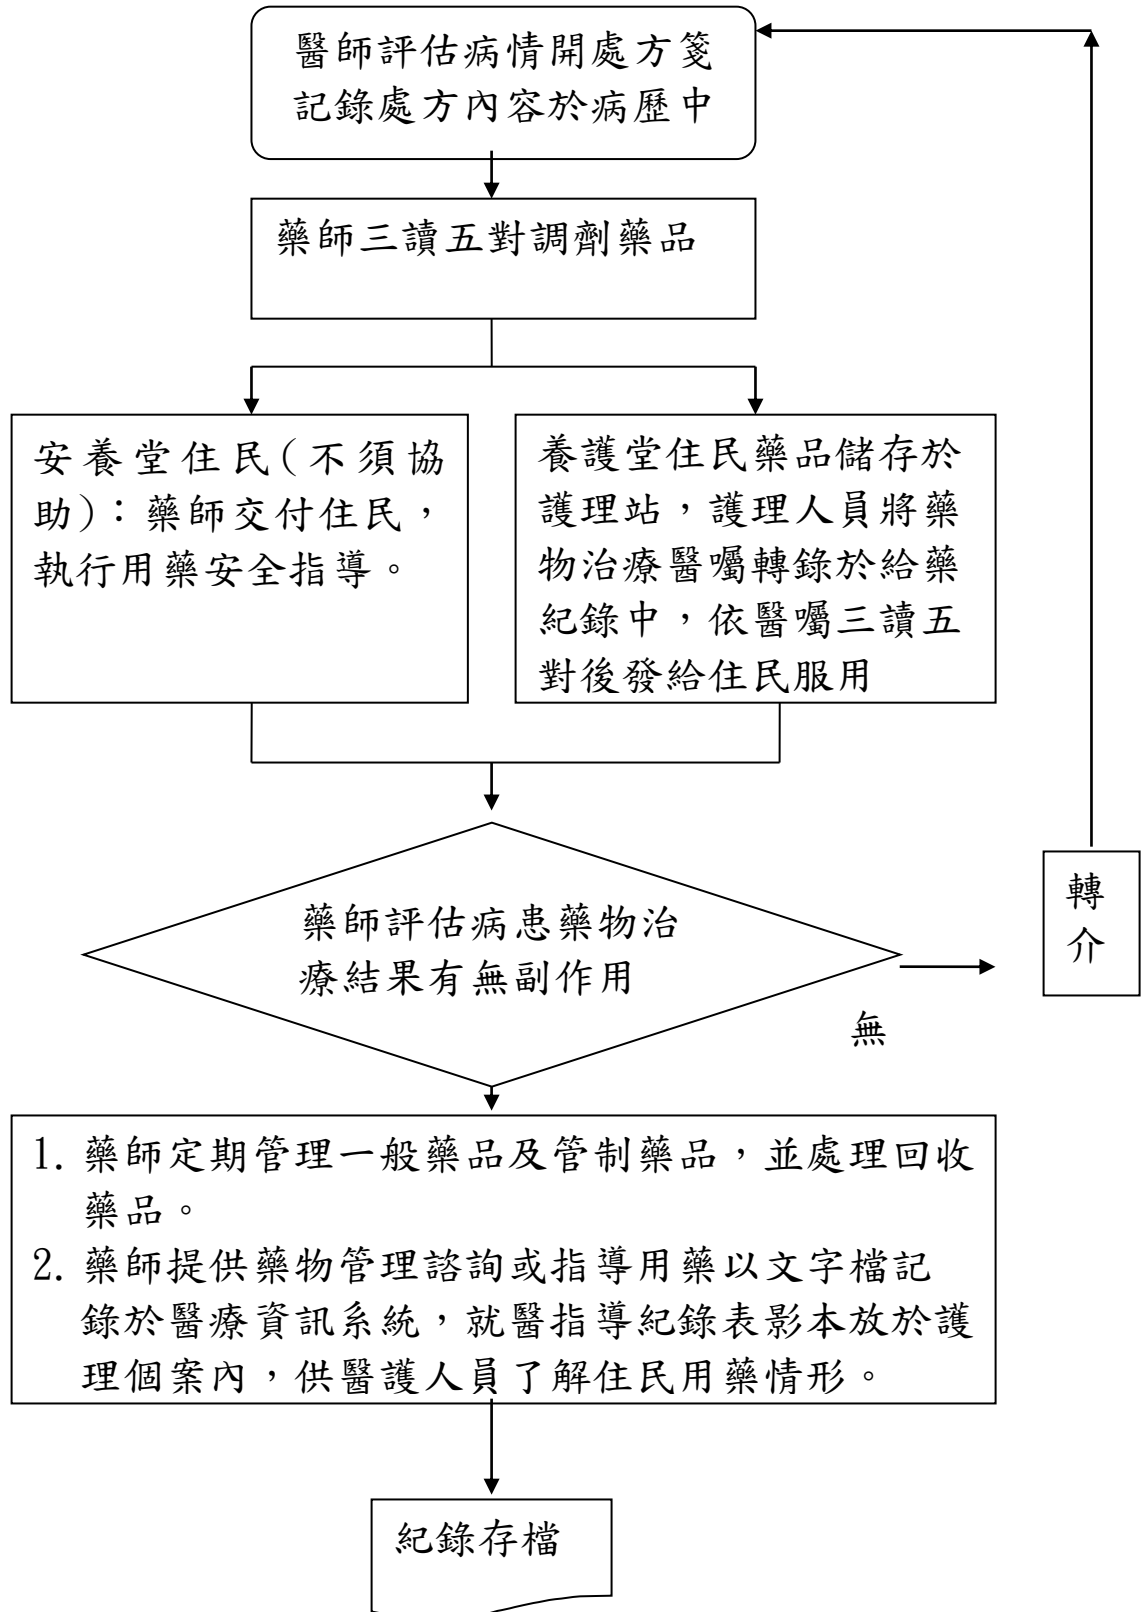 醫師評估病情開處方箋
記錄處方內容於病歷中
藥師三讀五對調劑藥品
安養堂住民(不須協
助)：藥師交付住民，
執行用藥安全指導。
養護堂住民藥品儲存於
護理站，護理人員將藥
物治療醫囑轉錄於給藥
紀錄中，依醫囑三讀五
對後發給住民服用
藥師評估病患藥物治
療結果有無副作用
無
轉
介
1. 藥師定期管理一般藥品及管制藥品，並處理回收
藥品。
2. 藥師提供藥物管理諮詢或指導用藥以文字檔記
錄於醫療資訊系統，就醫指導紀錄表影本放於護
理個案內，供醫護人員了解住民用藥情形。
紀錄存檔